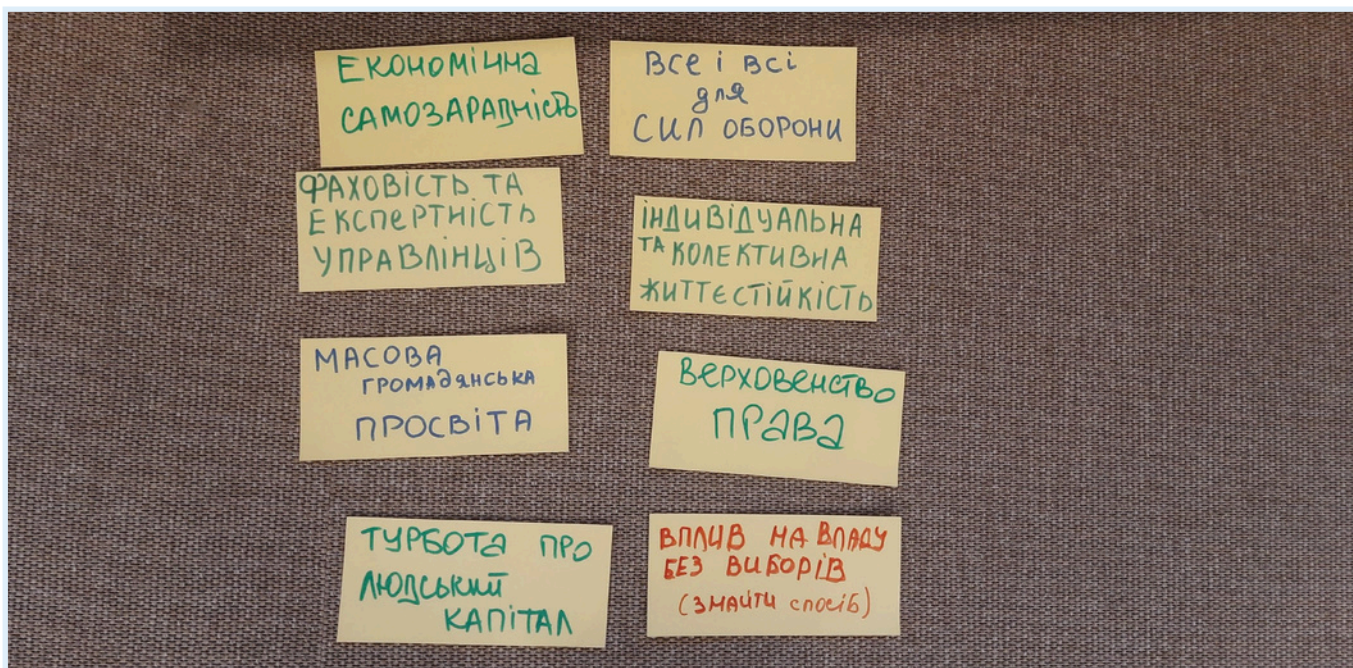 ЕКОНОМІЧНА
САМОЗАРАДНІСТЬ
ВСЕ І ВСІ
для
СИЛ ОБОРОНИ
ФАХОВІСТЬ ТА
ЕКСПЕРТНІСТЬ
УПРАВЛІНЦІВ
ІНДИВІДУАЛЬНА
ТА КОЛЕКТИВНА
ЖИТТЄСТІЙКІСТЬ
МАСОВА
ГРОМАДЯНСЬКА
ПРОСВІТА
ВЕРХОВЕНСТВО
ПРАВА
ТУРБОТА ПРО
ЛЮДСЬКИЙ
КАПІТАЛ
ВПЛИВ НА ВЛАДУ
БЕЗ ВИБОРІВ
(ЗНАЙТИ спосіб)